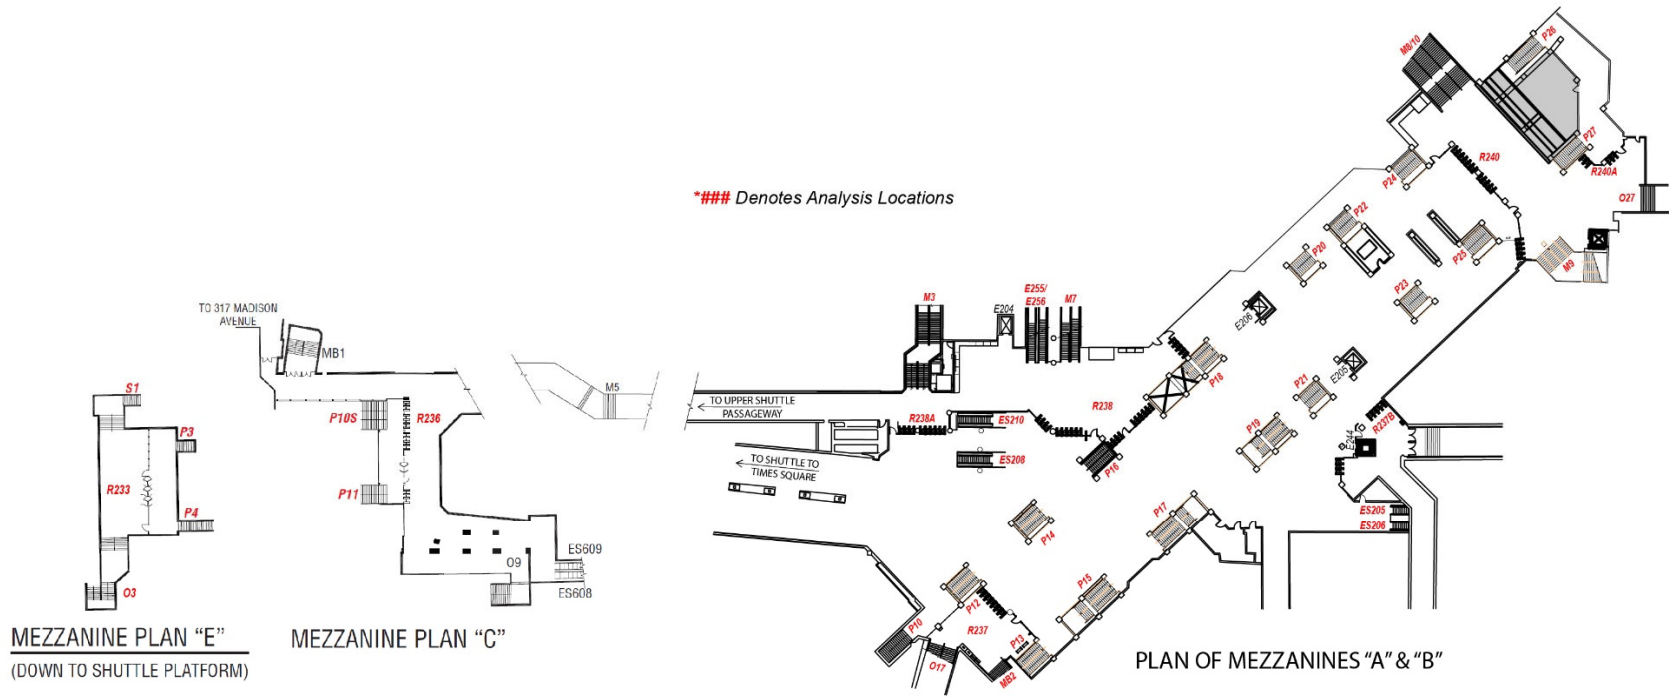 MEZZANINE PLAN “E”
(DOWN TO SHUTTLE PLATFORM)
S1
P3
R233
P4
O3
MEZZANINE PLAN “C”
TO 317 MADISON
AVENUE
MB1
P10S
R236
P11
M5
O9
ES609
ES608
*### Denotes Analysis Locations
PLAN OF MEZZANINES “A” & “B”
M8/10
P26
P27
R240
R240A
P24
O27
P22
P20
P25
M9
P23
E206
E205
M3
E204
E255/
E256
M7
P18
P21
TO UPPER SHUTTLE
PASSAGEWAY
R238A
ES210
R238
P19
R237B
E244
ES208
P16
TO SHUTTLE TO
TIMES SQUARE
ES205
ES206
P17
P14
P15
P12
P10
R237
P13
O17
MB2